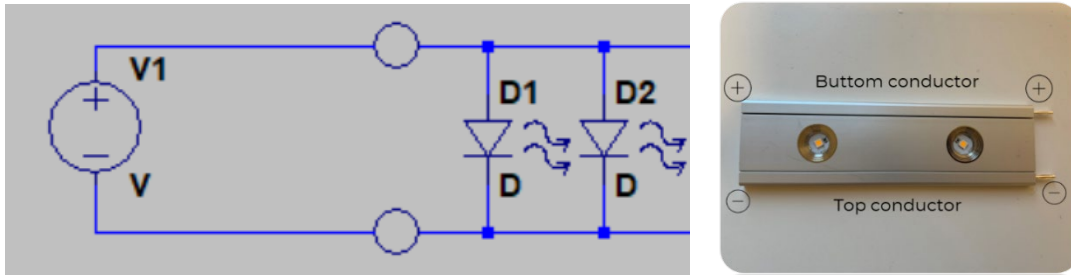 V1
V
D1
D
D2
D
+ Buttom conductor +
- Top conductor -